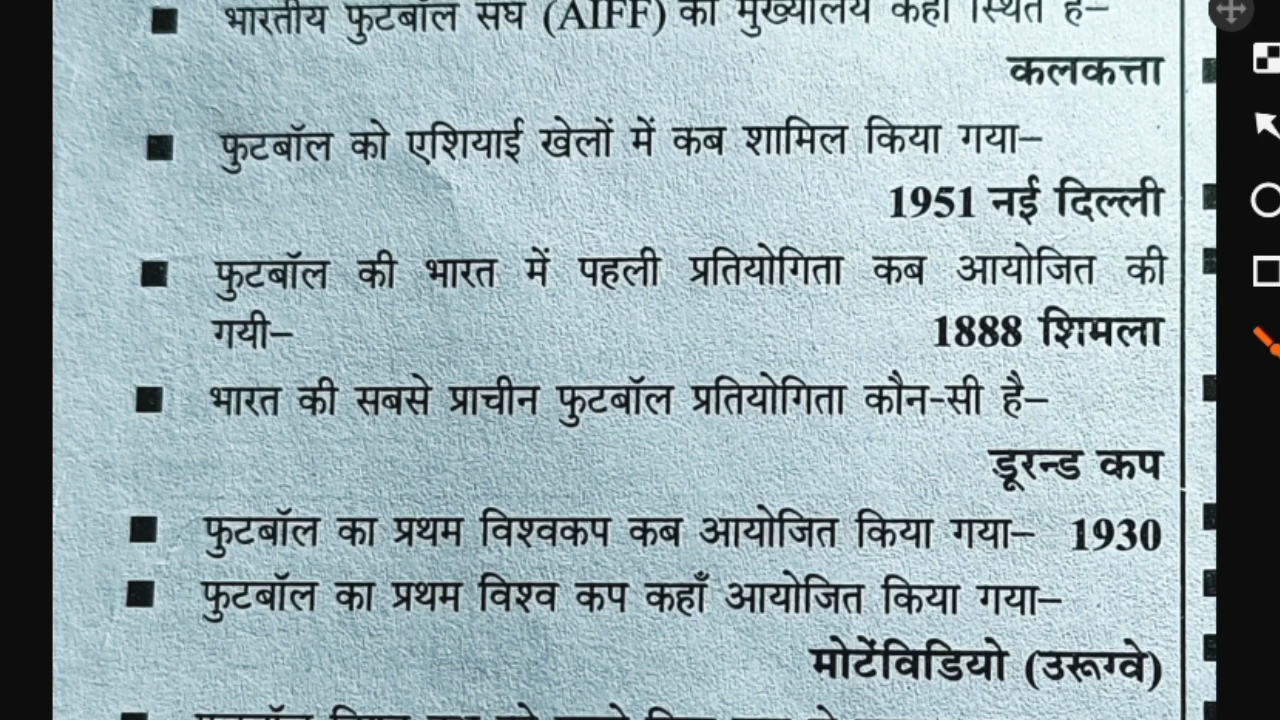 ■ भारतीय फुटबॉल संघ (AIFF) का मुख्यालय कहाँ स्थित है–
कलकत्ता
■ फुटबॉल को एशियाई खेलों में कब शामिल किया गया–
1951 नई दिल्ली
■ फुटबॉल की भारत में पहली प्रतियोगिता कब आयोजित की
गयी– 1888 शिमला
■ भारत की सबसे प्राचीन फुटबॉल प्रतियोगिता कौन-सी है–
डूरन्ड कप
■ फुटबॉल का प्रथम विश्वकप कब आयोजित किया गया– 1930
■ फुटबॉल का प्रथम विश्व कप कहाँ आयोजित किया गया–
मोटेंविडियो (उरूग्वे)